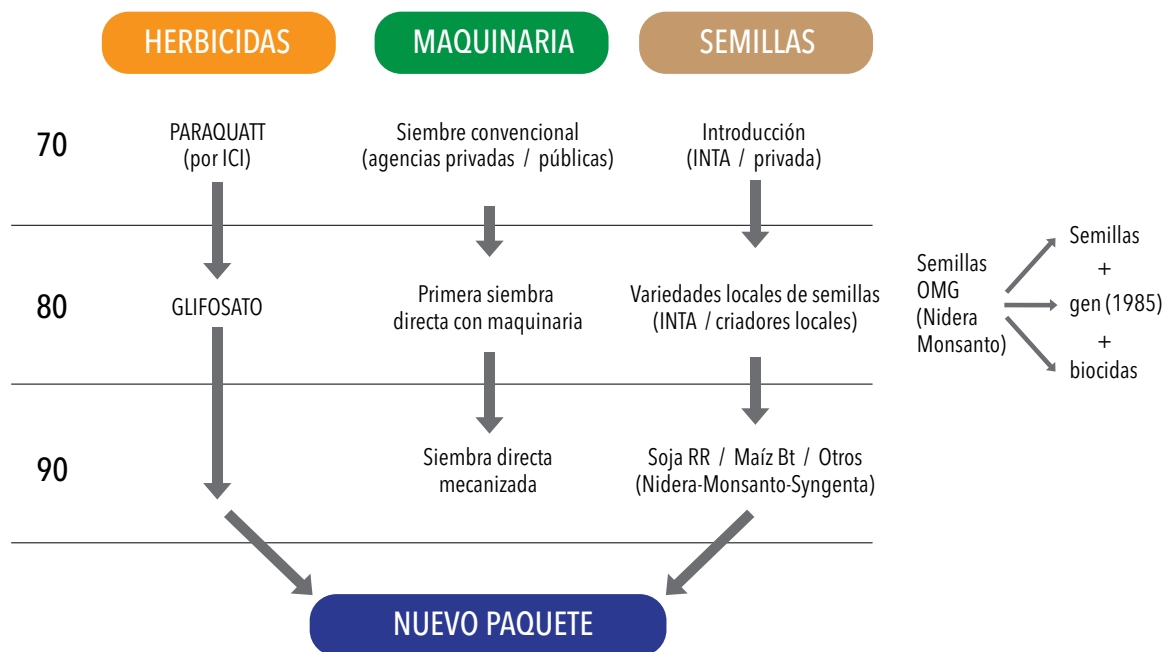 HERBICIDAS
MAQUINARIA
SEMILLAS
70
PARAQUATT
(por ICI)
Siembre convencional
(agencias privadas / públicas)
Introducción
(INTA / privada)
80
GLIFOSATO
Primera siembra
directa con maquinaria
Variedades locales de semillas
(INTA / criadores locales)
Semillas
OMG
(Nidera
Monsanto)
Semillas
+
gen (1985)
+
biocidas
90
Siembra directa
mecanizada
Soja RR / Maíz Bt / Otros
(Nidera-Monsanto-Syngenta)
NUEVO PAQUETE